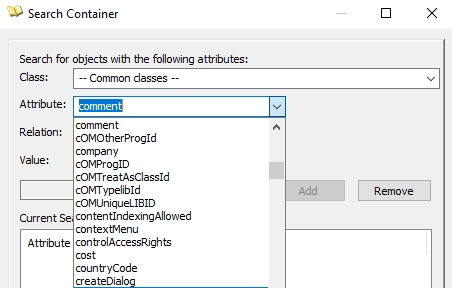 Search Container
Search for objects with the following attributes:
Class: -- Common classes --
Attribute: comment
comment
cOMOtherProgId
Relation:
company
cOMProgID
Value:
cOMTreatAsClassId
cOMTypelibId
Add Remove
cOMUniqueLIBID
contentIndexingAllowed
Current Sea
contextMenu
controlAccessRights
Attribute
cost
countryCode
createDialog